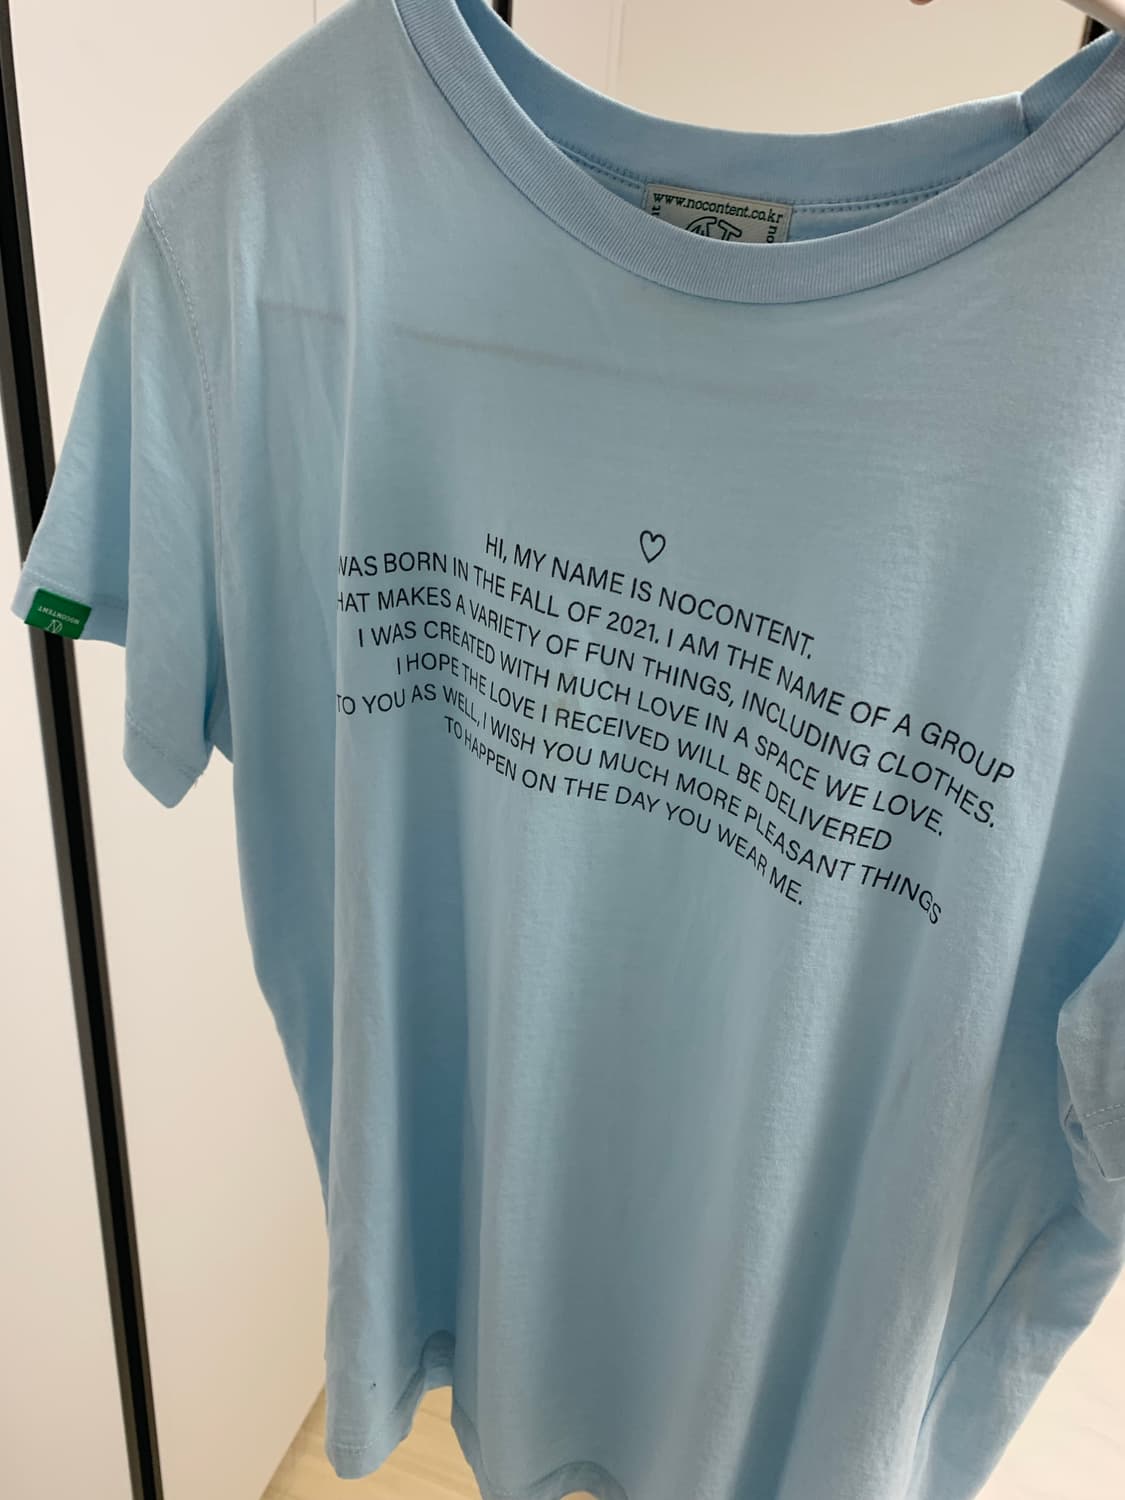 www.nocontent.co.kr
HI, MY NAME IS NOCONTENT.
WAS BORN IN THE FALL OF 2021. I AM THE NAME OF A GROUP
HAT MAKES A VARIETY OF FUN THINGS, INCLUDING CLOTHES.
I WAS CREATED WITH MUCH LOVE IN A SPACE WE LOVE.
I HOPE THE LOVE I RECEIVED WILL BE DELIVERED
TO YOU AS WELL, I WISH YOU MUCH MORE PLEASANT THINGS
TO HAPPEN ON THE DAY YOU WEAR ME.
NOCONTENT